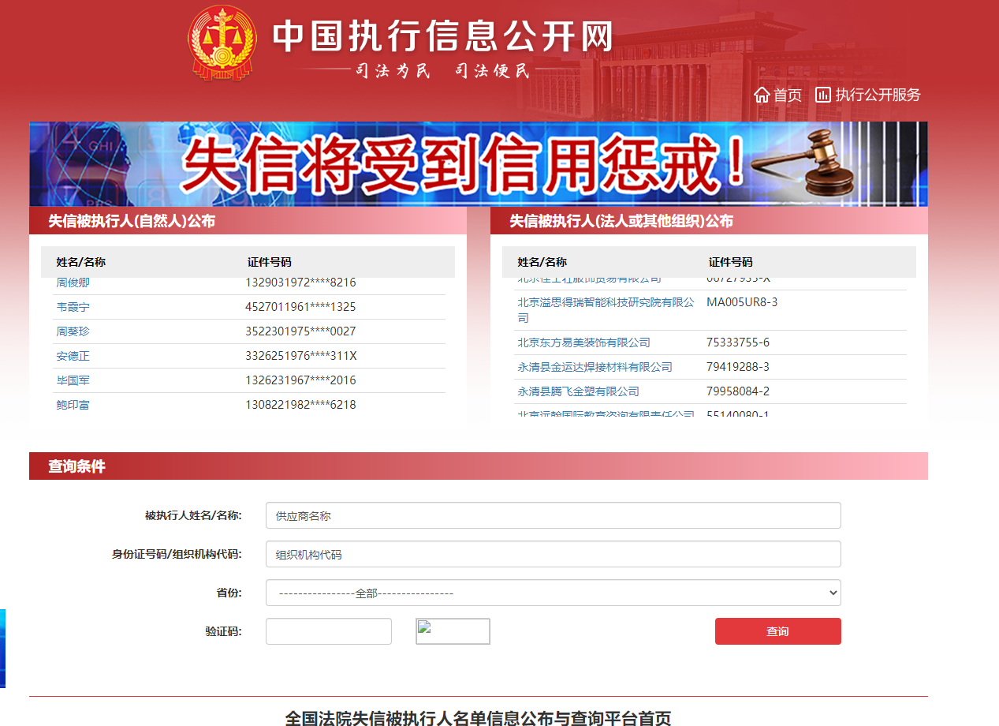 中国执行信息公开网
司法为民 司法便民
首页 执行公开服务
失信将受到信用惩戒！
失信被执行人(自然人)公布
姓名/名称 证件号码
周俊卿 1329031972****8216
韦霞宁 4527011961****1325
周葵珍 3522301975****0027
安德正 3326251976****311X
毕国军 1326231967****2016
鲍印富 1308221982****6218
失信被执行人(法人或其他组织)公布
姓名/名称 证件号码
北京溢思得瑞智能科技研究院有限公 MA005UR8-3
司
北京东方易美装饰有限公司 75333755-6
永清县金运达焊接材料有限公司 79419288-3
永清县腾飞金塑有限公司 79958084-2
北京远翰国际教育咨询有限责任公司 55140080-1
查询条件
被执行人姓名/名称: 供应商名称
身份证号码/组织机构代码: 组织机构代码
省份: ----------------全部----------------
验证码: 查询
全国法院失信被执行人名单信息公布与查询平台首页